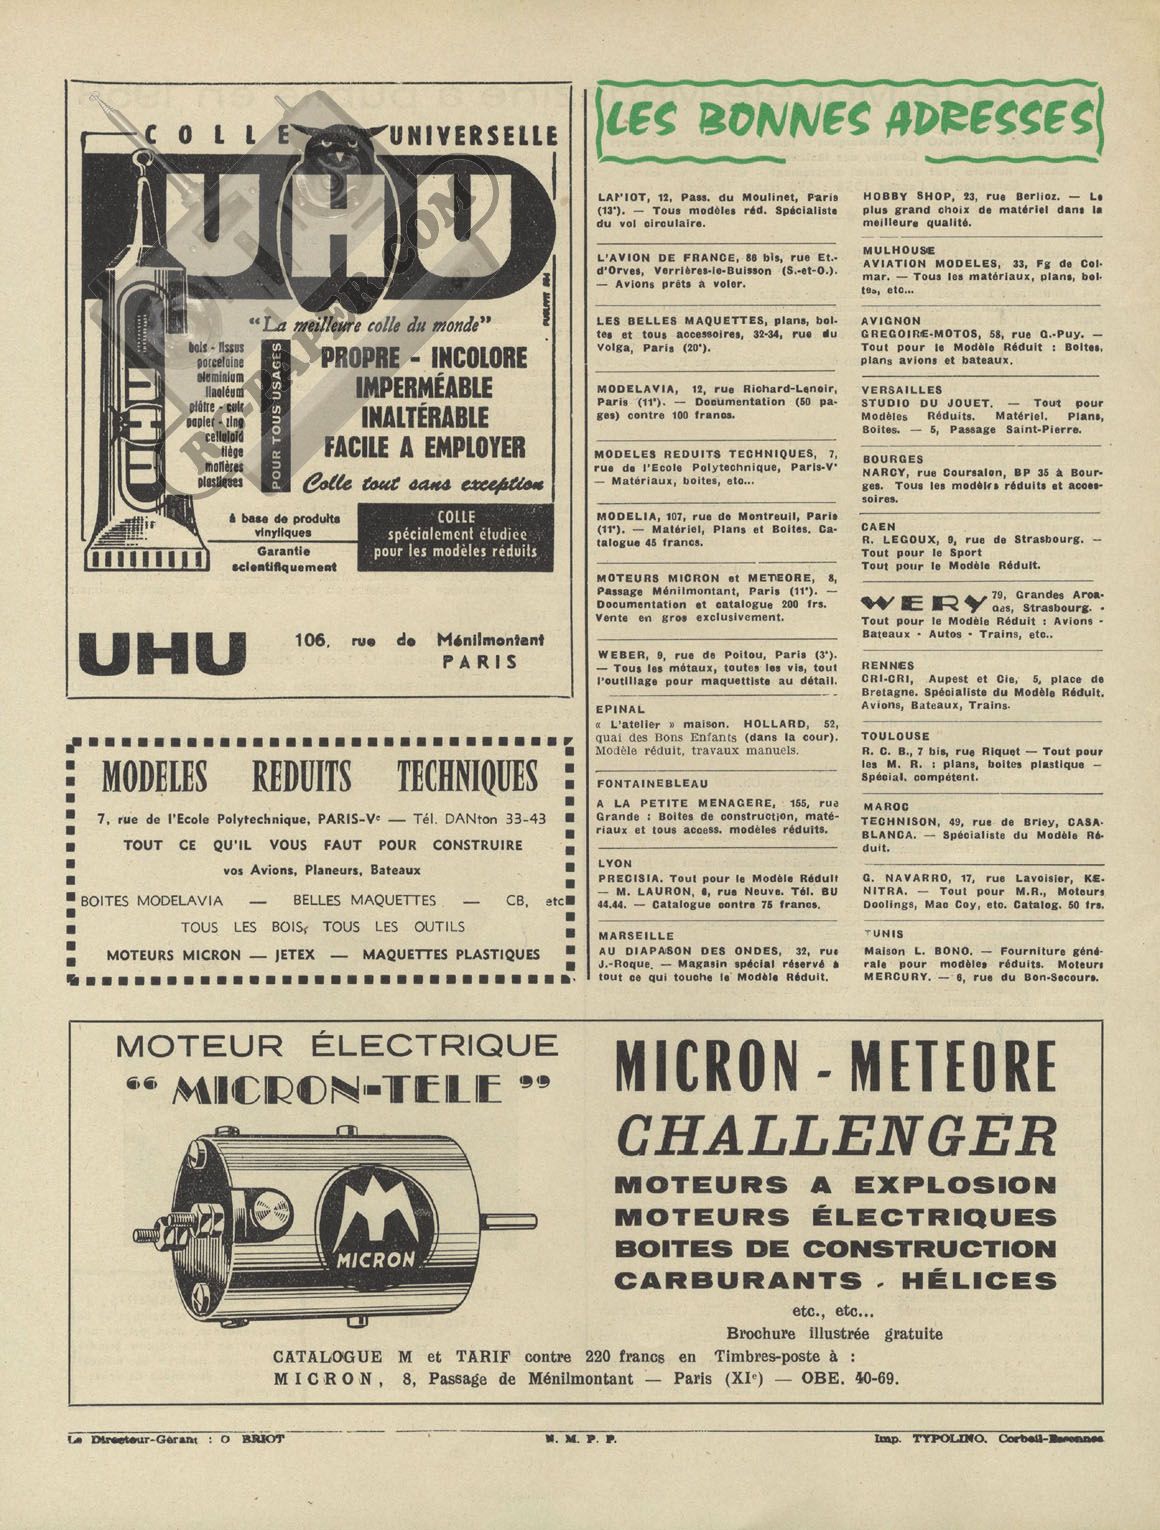 COLLE UNIVERSELLE
UHU
UHU
"La meilleure colle du monde"
bois - tissus
porcelaine
aluminium
linoléum
plâtre - cuir
papier - zinc
celluloïd
liège
matières
plastiques
POUR TOUS USAGES
PROPRE - INCOLORE
IMPERMÉABLE
INALTÉRABLE
FACILE A EMPLOYER
Colle tout sans exception
à base de produits
vinyliques
Garantie
scientifiquement
COLLE
spécialement étudiée
pour les modèles réduits
UHU
106, rue de Ménilmontant
PARIS
RC-PAPER.COM
MODELES REDUITS TECHNIQUES
7, rue de l'Ecole Polytechnique, PARIS-Ve — Tél. DANton 33-43
TOUT CE QU'IL VOUS FAUT POUR CONSTRUIRE
vos Avions, Planeurs, Bateaux
BOITES MODELAVIA — BELLES MAQUETTES — CB, etc
TOUS LES BOIS, TOUS LES OUTILS
MOTEURS MICRON — JETEX — MAQUETTES PLASTIQUES
LES BONNES ADRESSES
12, Pass. du Moulinet, Paris
(13°). — Tous modèles réd. Spécialiste
du vol circulaire.
L'AVION DE FRANCE, 86 bis, rue Et.-
d'Orves, Verrières-le-Buisson (S.-et-O.).
— Avions prêts à voler.
LES BELLES MAQUETTES, plans, boi-
tes et tous accessoires, 32-34, rue du
Volga, Paris (20°).
MODELAVIA, 12, rue Richard-Lenoir,
Paris (11°). — Documentation (50 pa-
ges) contre 100 francs.
MODELES REDUITS TECHNIQUES, 7,
rue de l'Ecole Polytechnique, Paris-V°
— Matériaux, boites, etc...
MODELIA, 107, rue de Montreuil, Paris
(11°). — Matériel, Plans et Boites. Ca-
talogue 45 francs.
MOTEURS MICRON et METEORE, 8,
Passage Ménilmontant, Paris (11°). —
Documentation et catalogue 200 frs.
Vente en gros exclusivement.
WEBER, 9, rue de Poitou, Paris (3°).
— Tous les métaux, toutes les vis, tout
l'outillage pour maquettiste au détail.
EPINAL
« L'atelier » maison. HOLLARD, 52,
quai des Bons Enfants (dans la cour).
Modèle réduit, travaux manuels.
FONTAINEBLEAU
A LA PETITE MENAGERE, 155, rue
Grande : Boites de construction, maté-
riaux et tous access. modèles réduits.
LYON
PRECISIA. Tout pour le Modèle Réduit
— M. LAURON, 6, rue Neuve. Tél. BU
44.44. — Catalogue contre 75 francs.
MARSEILLE
AU DIAPASON DES ONDES, 32, rue
J.-Roque. — Magasin spécial réservé à
tout ce qui touche le Modèle Réduit.
HOBBY SHOP, 23, rue Berlioz. — Le
plus grand choix de matériel dans la
meilleure qualité.
MULHOUSE
AVIATION MODELES, 33, Fg de Col-
mar. — Tous les matériaux, plans, boi-
tes, etc...
AVIGNON
GREGOIRE-MOTOS, 58, rue G.-Puy. —
Tout pour le Modèle Réduit : Boites,
plans avions et bateaux.
VERSAILLES
STUDIO DU JOUET. — Tout pour
Modèles Réduits. Matériel, Plans,
Boites. — 5, Passage Saint-Pierre.
BOURGES
NARCY, rue Coursalon, BP 35 à Bour-
ges. Tous les modèles réduits et acces-
soires.
CAEN
R. LEGOUX, 9, rue de Strasbourg. —
Tout pour le Sport
Tout pour le Modèle Réduit.
WERY 79, Grandes Arca-
des, Strasbourg. -
Tout pour le Modèle Réduit : Avions -
Bateaux - Autos - Trains, etc..
RENNES
CRI-CRI, Aupest et Cie, 5, place de
Bretagne. Spécialiste du Modèle Réduit.
Avions, Bateaux, Trains.
TOULOUSE
R. C. B., 7 bis, rue Riquet — Tout pour
les M. R. : plans, boites plastique —
Spécial. compétent.
MAROC
TECHNISON, 49, rue de Briey, CASA-
BLANCA. — Spécialiste du Modèle Ré-
duit.
G. NAVARRO, 17, rue Lavoisier, KE-
NITRA. — Tout pour M.R., Moteurs
Doolings, Mac Coy, etc. Catalog. 50 frs.
TUNIS
Maison L. BONO. — Fourniture géné-
rale pour modèles réduits. Moteurs
MERCURY. — 6, rue du Bon-Secours.
MOTEUR ÉLECTRIQUE
"MICRON-TELE"
M
MICRON
MICRON - METEORE
CHALLENGER
MOTEURS A EXPLOSION
MOTEURS ÉLECTRIQUES
BOITES DE CONSTRUCTION
CARBURANTS - HÉLICES
etc., etc...
Brochure illustrée gratuite
CATALOGUE M et TARIF contre 220 francs en Timbres-poste à :
MICRON, 8, Passage de Ménilmontant — Paris (XIe) — OBE. 40-69.
Le Directeur-Gérant : O BRIOT N. M. P. P. Imp. TYPOLINO. Corbeil-Essonnes